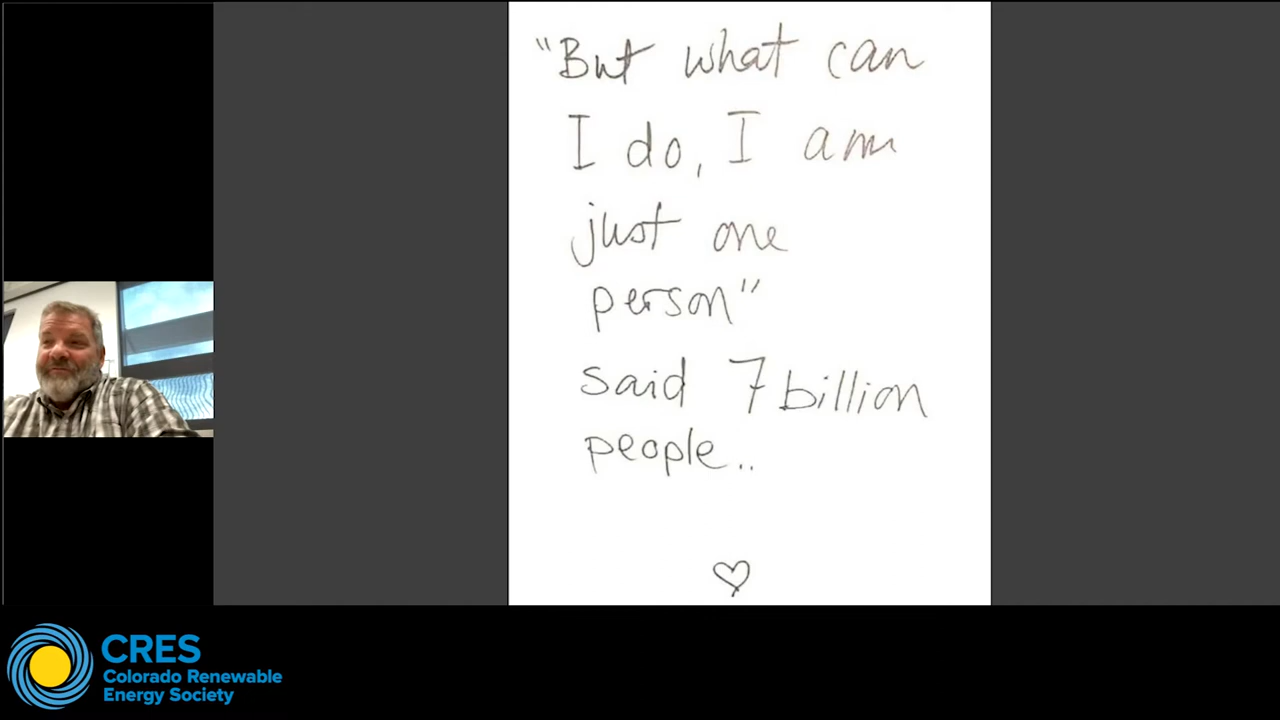 "But what can
I do, I am
just one
person"
said 7 billion
people..
CRES
Colorado Renewable
Energy Society